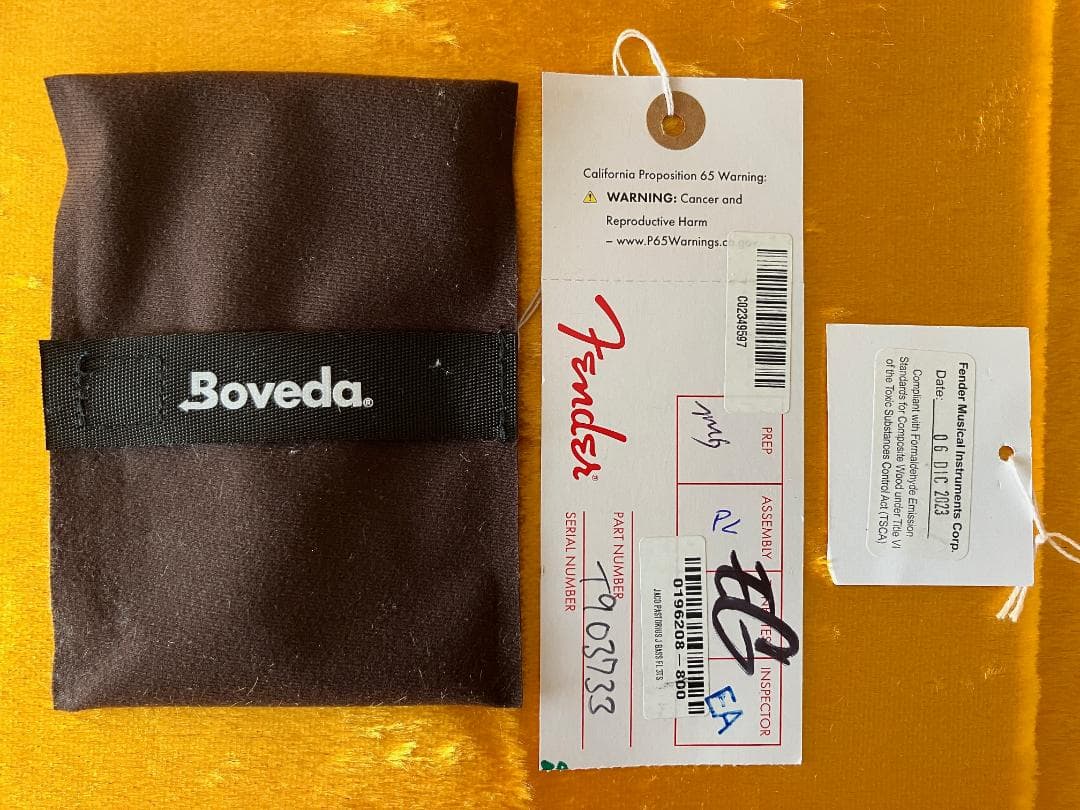 Boveda®
California Proposition 65 Warning:
WARNING: Cancer and
Reproductive Harm
– www.P65Warnings.ca.gov
C02349597
Fender®
PREP
ASSEMBLY
INSPECTOR
PV
EA
0196208-800
JACO PASTORIUS J BASS FL 3TS
PART NUMBER
SERIAL NUMBER
T903733
Fender Musical Instruments Corp.
Date: 06 DIC 2023
Compliant with Formaldehyde Emission
Standards for Composite Wood under Title VI
of the Toxic Substances Control Act (TSCA)